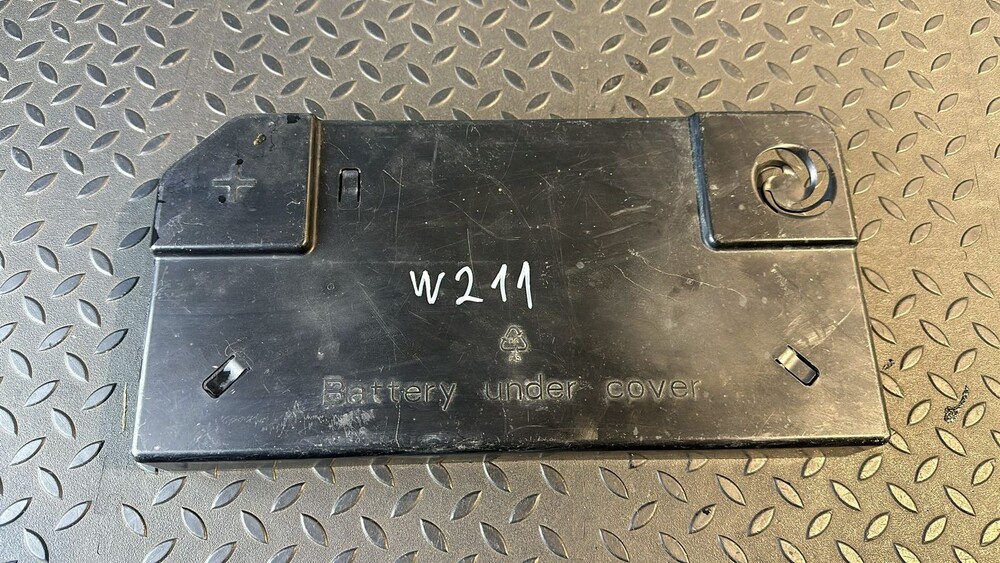 +
W211
Battery under cover